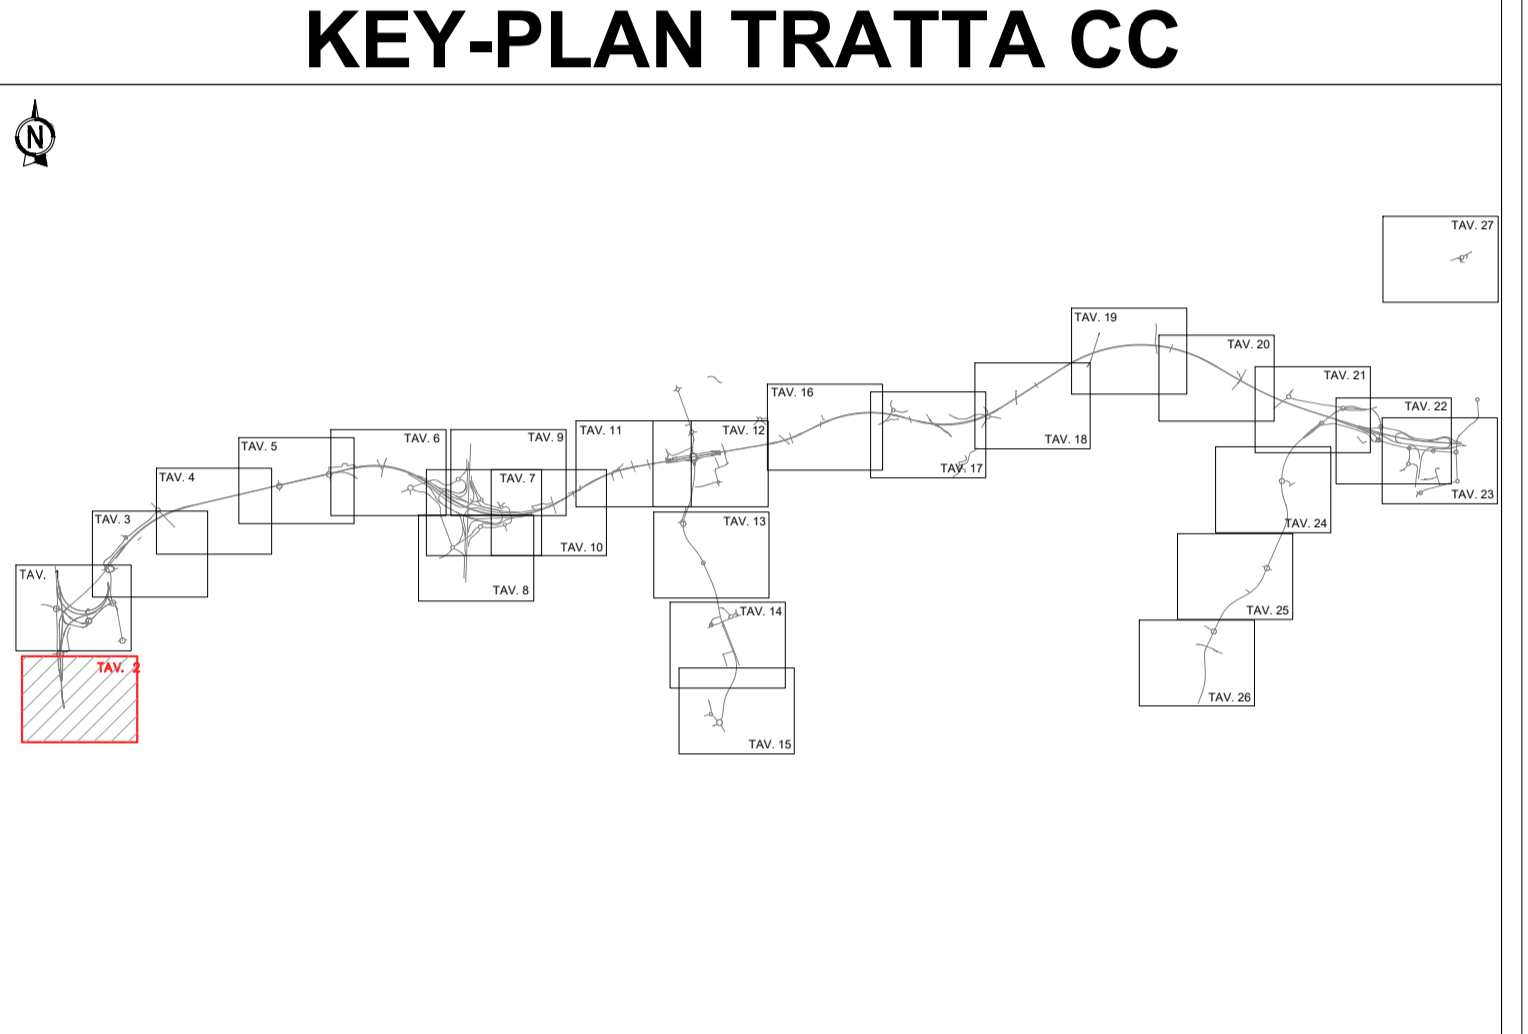 KEY-PLAN TRATTA CC
N
TAV. 27
TAV. 19
TAV. 20
TAV. 21
TAV. 16
TAV. 22
TAV. 11
TAV. 12
TAV. 6
TAV. 9
TAV. 18
TAV. 5
TAV. 17
TAV. 4
TAV. 7
TAV. 23
TAV. 3
TAV. 13
TAV. 24
TAV. 10
TAV. 1
TAV. 8
TAV. 14
TAV. 25
TAV. 2
TAV. 26
TAV. 15